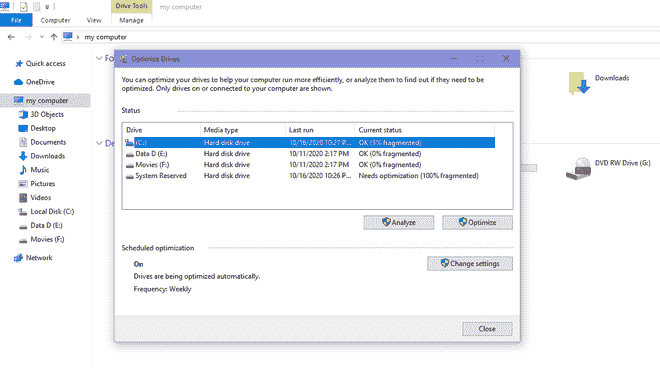 Drive Tools
my computer
File
Computer
View
Manage
my computer
Quick access
OneDrive
my computer
3D Objects
Desktop
Documents
Downloads
Music
Pictures
Videos
Local Disk (C:)
Data D (E:)
Movies (F:)
Network
Optimize Drives
You can optimize your drives to help your computer run more efficiently, or analyze them to find out if they need to be
optimized. Only drives on or connected to your computer are shown.
Status
Drive Media type Last run Current status
(C:) Hard disk drive 10/16/2020 10:27 P... OK (3% fragmented)
Data D (E:) Hard disk drive 10/11/2020 2:17 PM OK (0% fragmented)
Movies (F:) Hard disk drive 10/11/2020 2:17 PM OK (0% fragmented)
System Reserved Hard disk drive 10/16/2020 10:26 P... Needs optimization (100% fragmented)
Analyze
Optimize
Scheduled optimization
On
Drives are being optimized automatically.
Frequency: Weekly
Change settings
Close
Downloads
DVD RW Drive (G:)